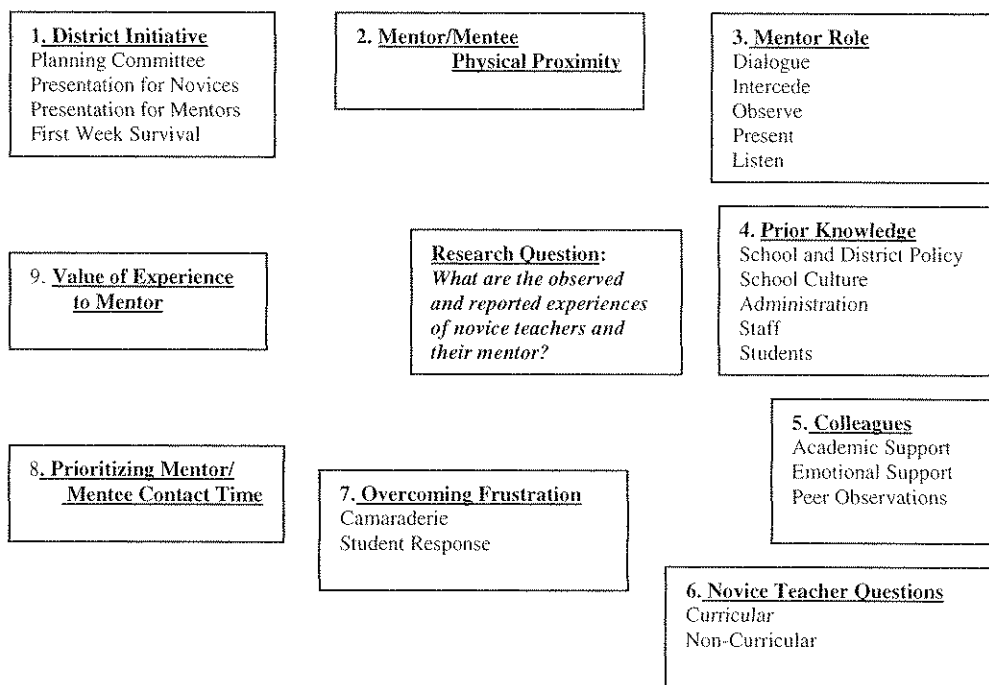 1. District Initiative
Planning Committee
Presentation for Novices
Presentation for Mentors
First Week Survival
2. Mentor/Mentee
Physical Proximity
3. Mentor Role
Dialogue
Intercede
Observe
Present
Listen
9. Value of Experience
to Mentor
Research Question:
What are the observed
and reported experiences
of novice teachers and
their mentor?
4. Prior Knowledge
School and District Policy
School Culture
Administration
Staff
Students
8. Prioritizing Mentor/
Mentee Contact Time
7. Overcoming Frustration
Camaraderie
Student Response
5. Colleagues
Academic Support
Emotional Support
Peer Observations
6. Novice Teacher Questions
Curricular
Non-Curricular